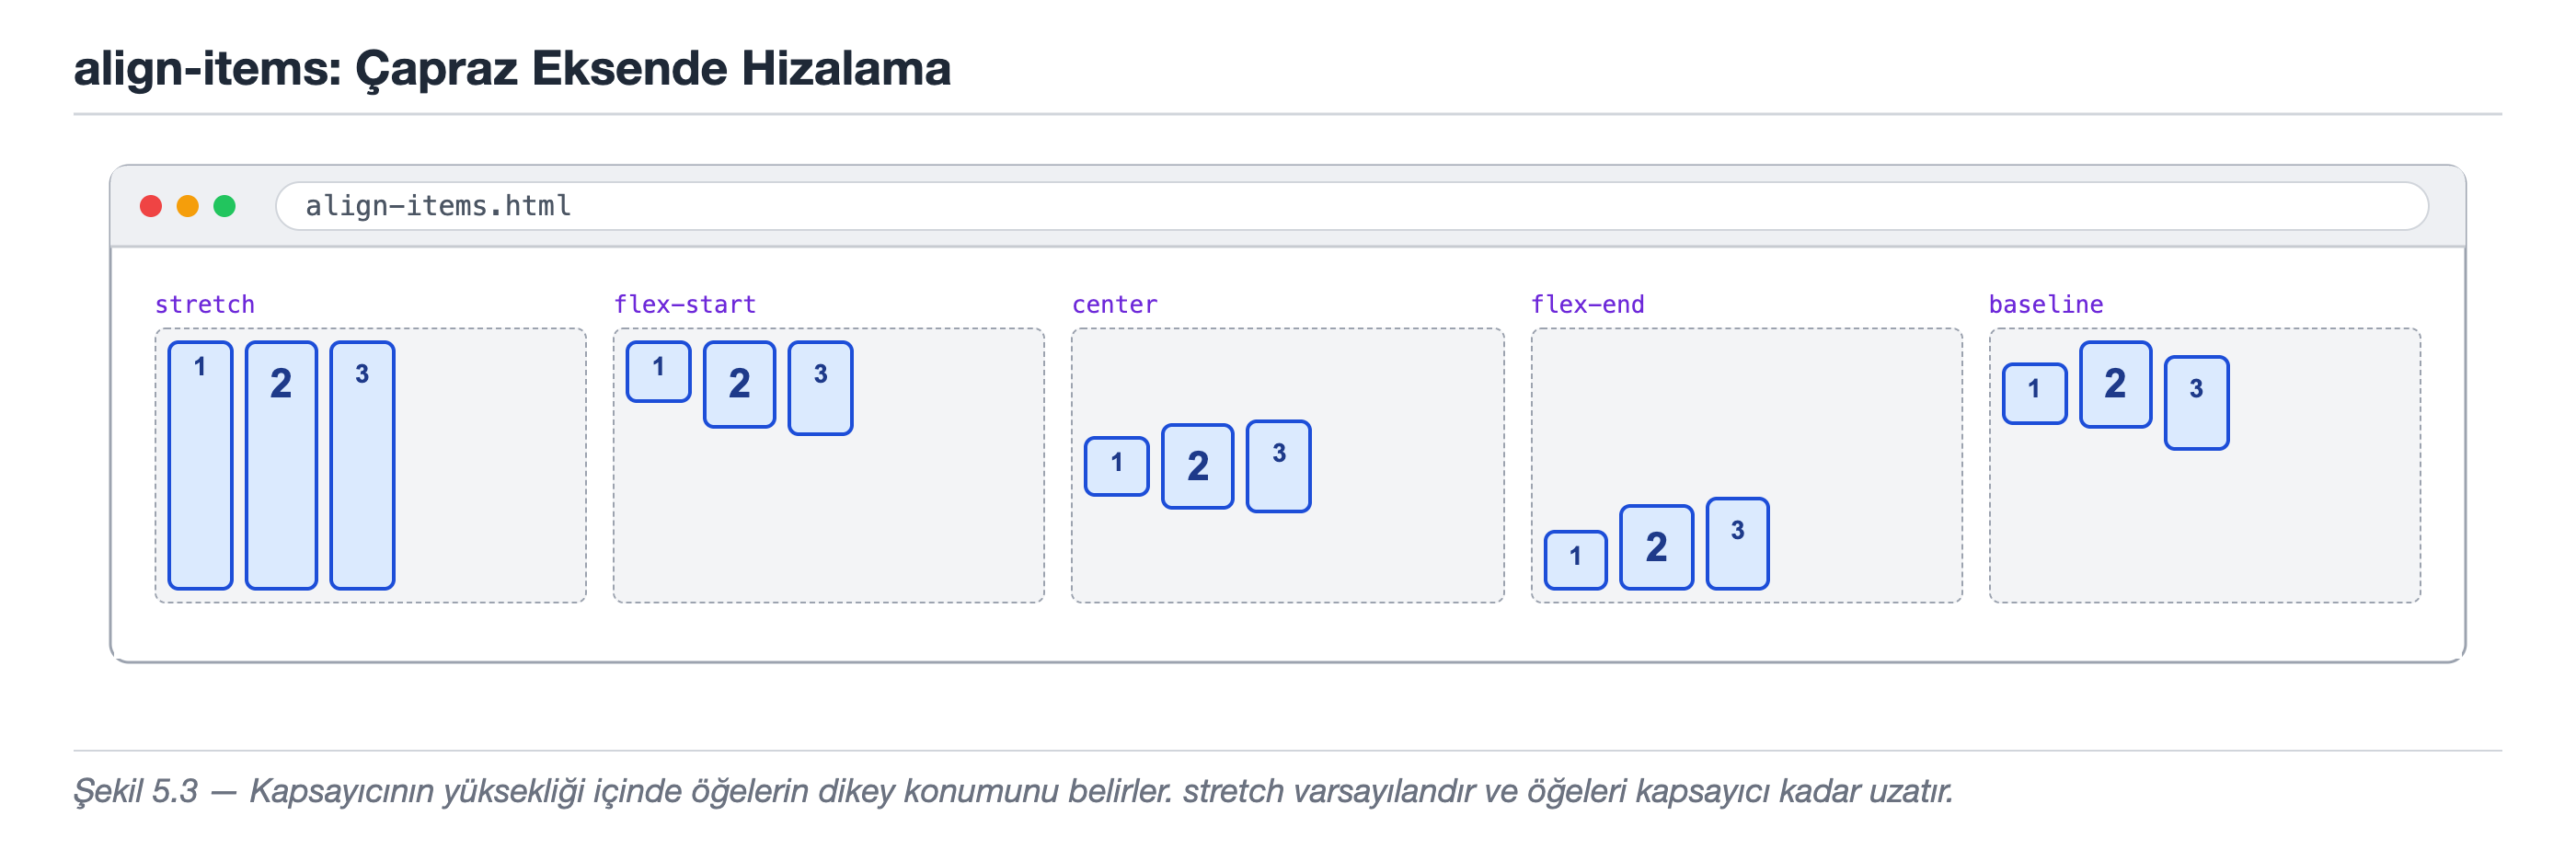 align-items: Çapraz Eksende Hizalama
align-items.html
stretch
1 2 3
flex-start
1 2 3
center
1 2 3
flex-end
1 2 3
baseline
1 2 3
Şekil 5.3 — Kapsayıcının yüksekliği içinde öğelerin dikey konumunu belirler. stretch varsayılandır ve öğeleri kapsayıcı kadar uzatır.